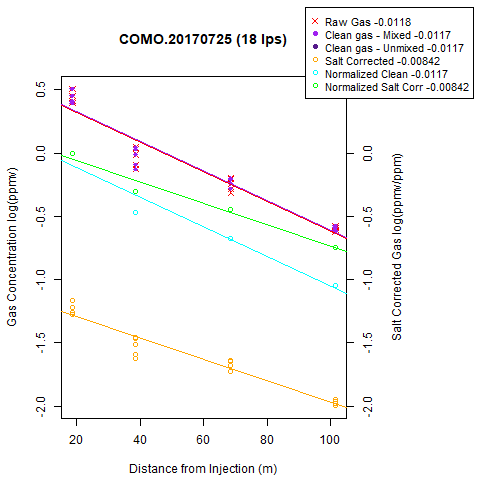 Raw Gas -0.0118
Clean gas - Mixed -0.0117
Clean gas - Unmixed -0.0117
Salt Corrected -0.00842
Normalized Clean -0.0117
Normalized Salt Corr -0.00842
COMO.20170725 (18 lps)
Gas Concentration log(ppmv)
0.5
0.0
-0.5
-1.0
-1.5
-2.0
0.0
-0.5
-1.0
-1.5
-2.0
Salt Corrected Gas log(ppmv/ppm)
20 40 60 80 100
Distance from Injection (m)